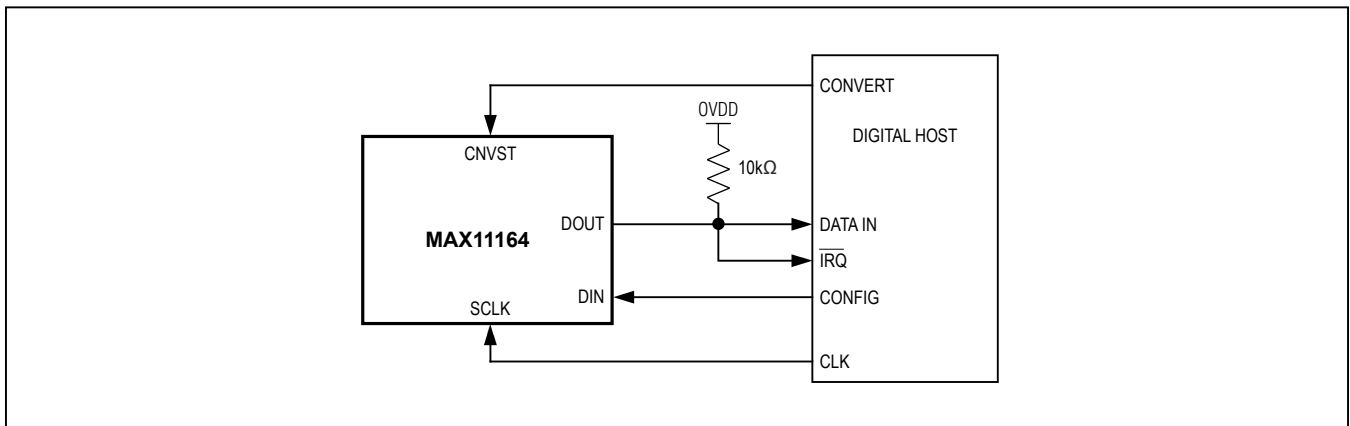 CONVERT
OVDD
DIGITAL HOST
CNVST
10kΩ
DOUT
DATA IN
MAX11164
IRQ
DIN
CONFIG
SCLK
CLK